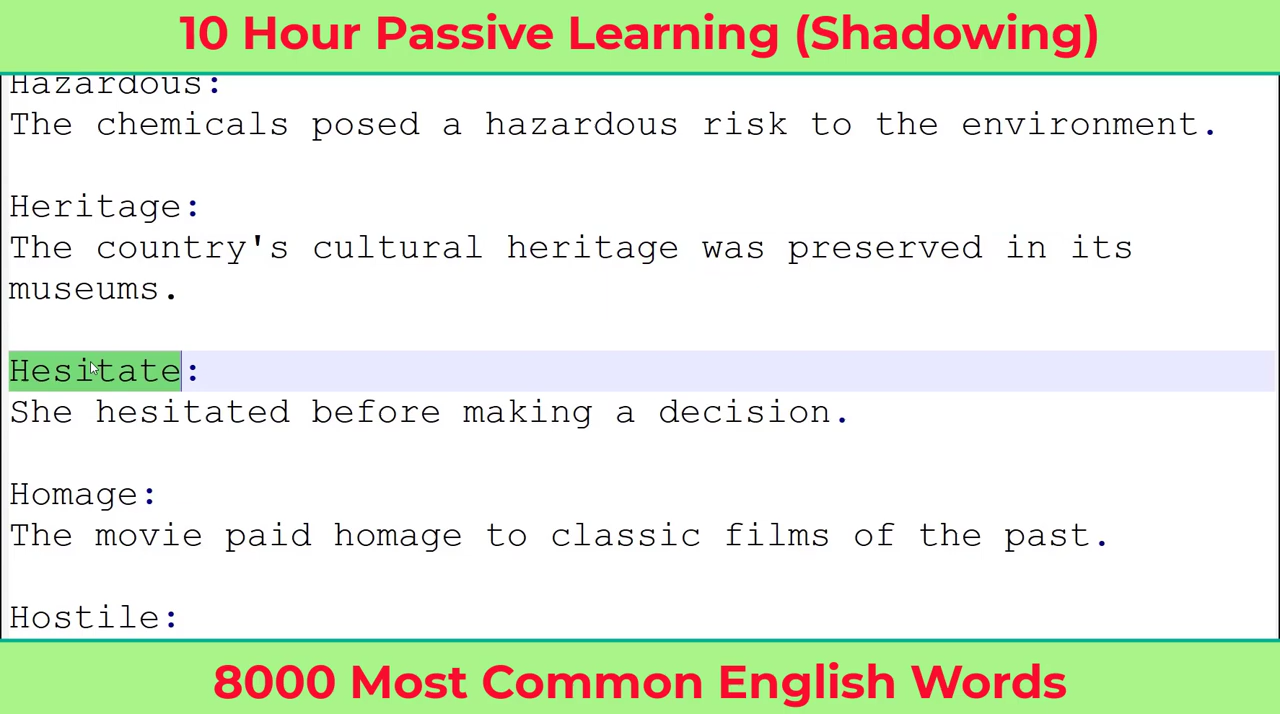 10 Hour Passive Learning (Shadowing)
Hazardous:
The chemicals posed a hazardous risk to the environment.
Heritage:
The country's cultural heritage was preserved in its
museums.
Hesitate:
She hesitated before making a decision.
Homage:
The movie paid homage to classic films of the past.
Hostile:
8000 Most Common English Words